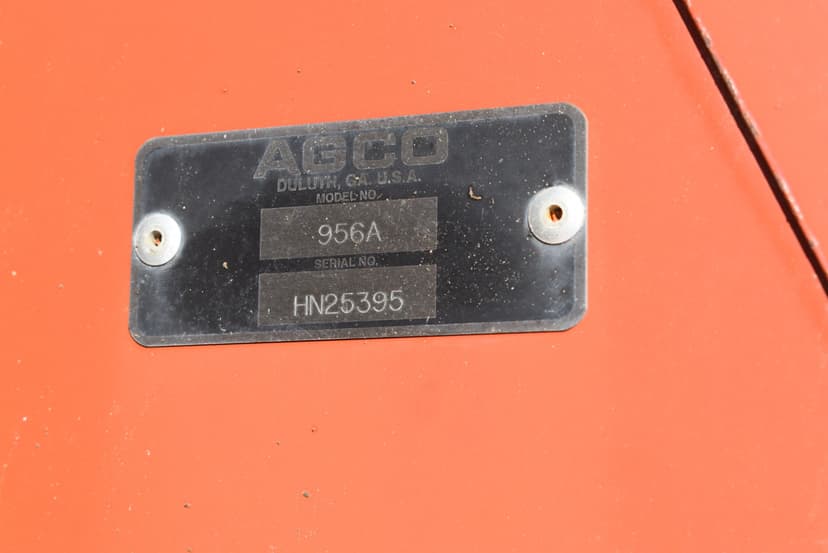 AGCO
DULUTH, GA. U.S.A.
MODEL NO.
956A
SERIAL NO.
HN25395